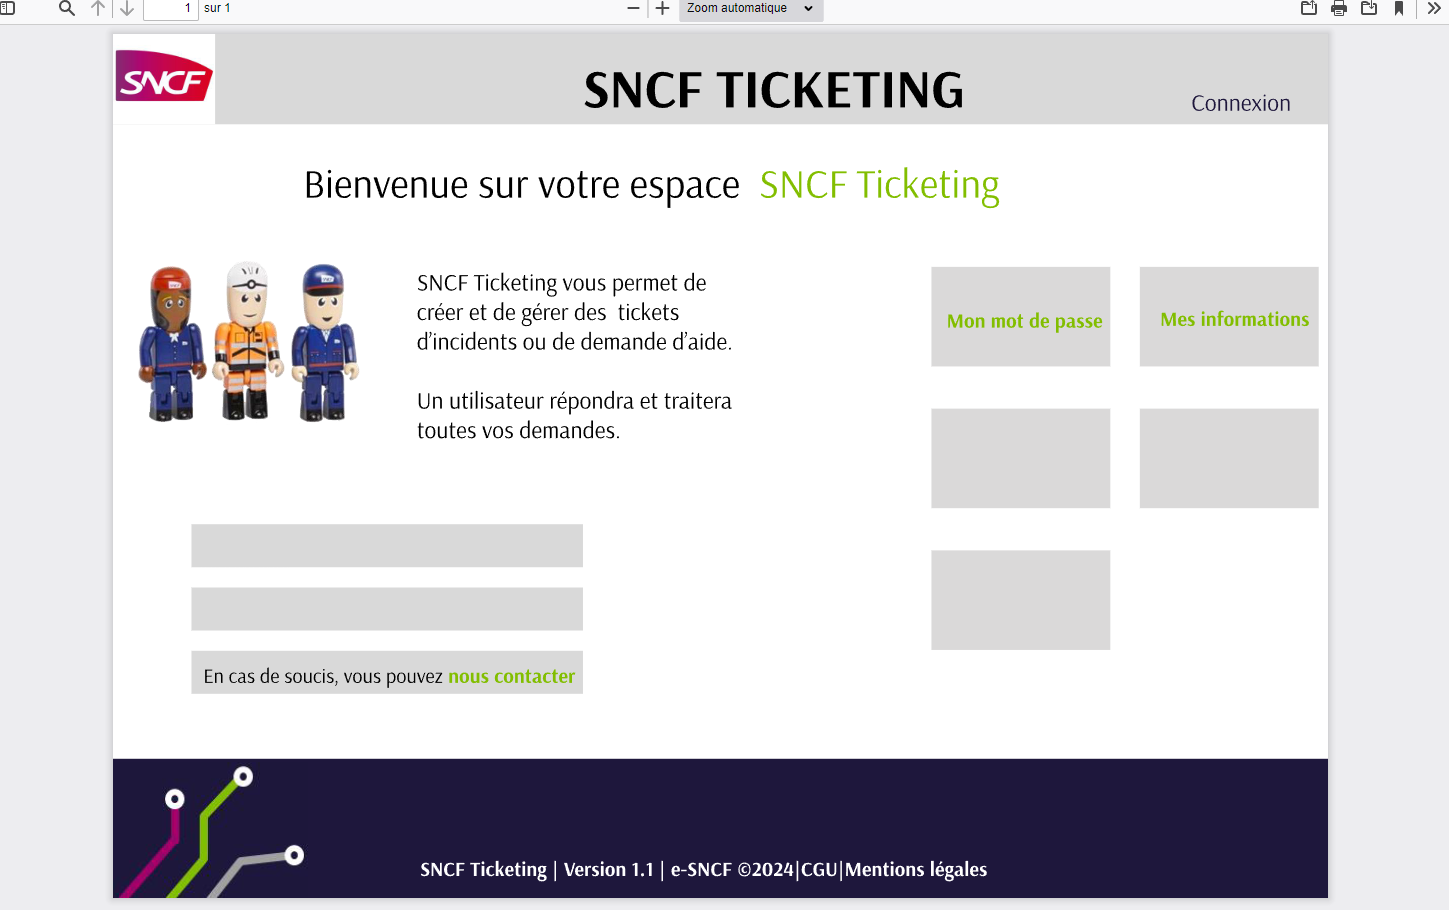 1 sur 1
Zoom automatique
SNCF
SNCF TICKETING
Connexion
Bienvenue sur votre espace SNCF Ticketing
SNCF Ticketing vous permet de
créer et de gérer des tickets
d’incidents ou de demande d’aide.
Un utilisateur répondra et traitera
toutes vos demandes.
Mon mot de passe
Mes informations
En cas de soucis, vous pouvez nous contacter
SNCF Ticketing | Version 1.1 | e-SNCF ©2024|CGU|Mentions légales